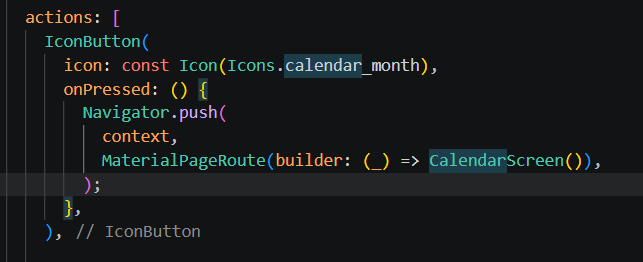 actions: [
IconButton(
icon: const Icon(Icons.calendar_month),
onPressed: () {
Navigator.push(
context,
MaterialPageRoute(builder: (_) => CalendarScreen()),
);
},
), // IconButton